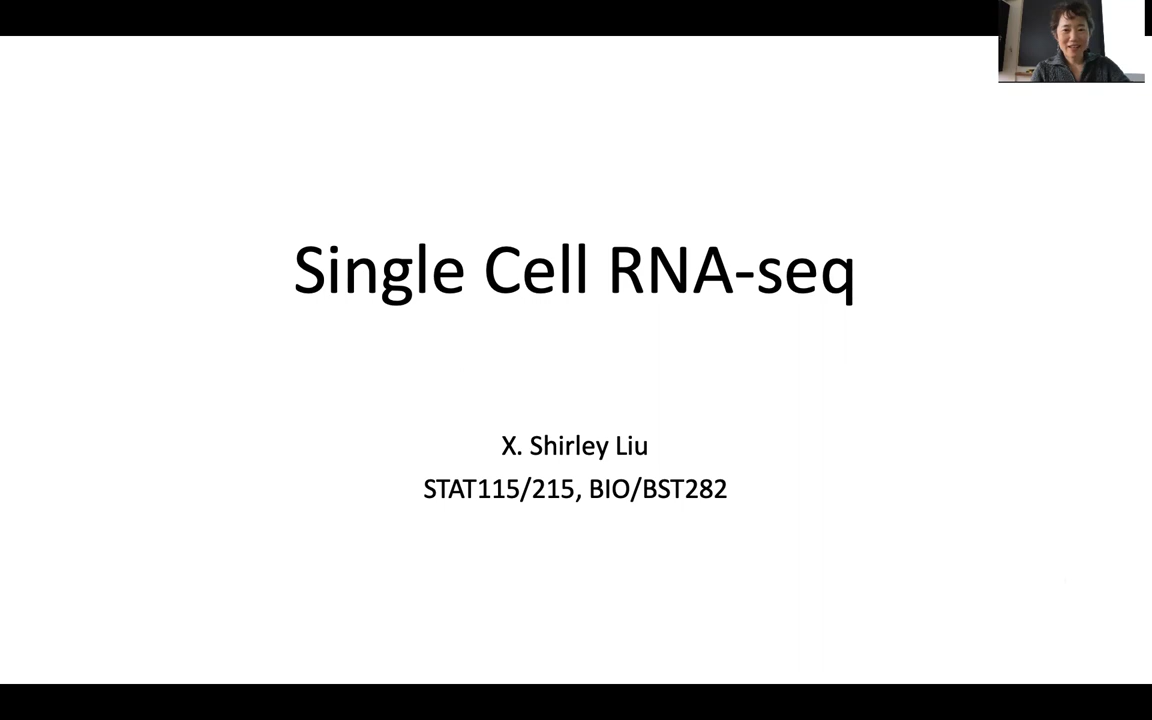 Single Cell RNA-seq
X. Shirley Liu
STAT115/215, BIO/BST282